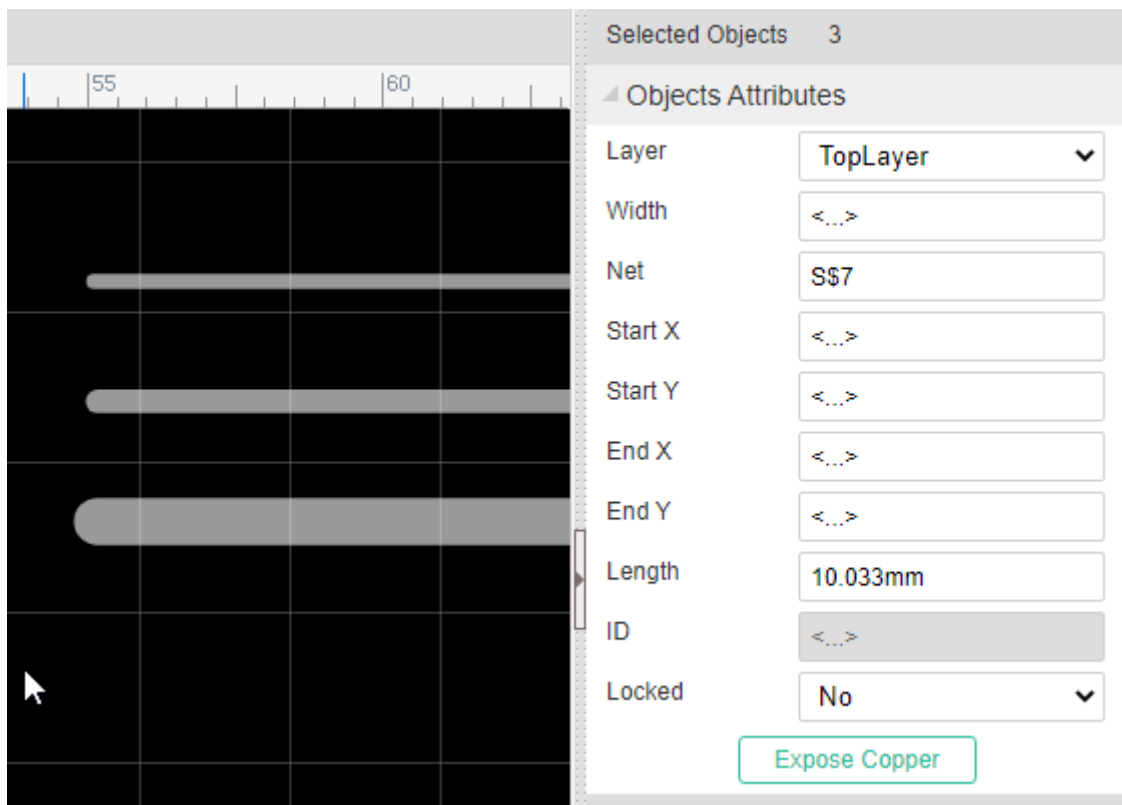 Selected Objects 3
55 60
Objects Attributes
Layer TopLayer
Width <...>
Net S$7
Start X <...>
Start Y <...>
End X <...>
End Y <...>
Length 10.033mm
ID <...>
Locked No
Expose Copper